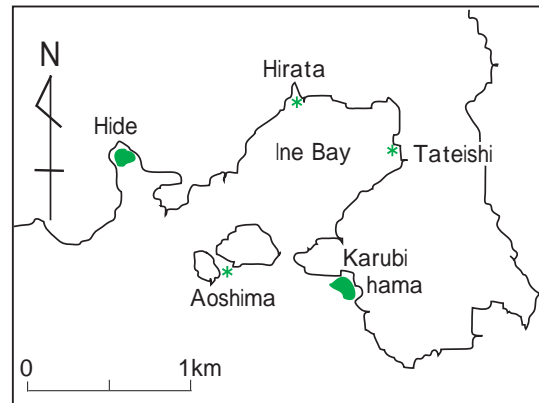 N
Hirata
Hide
Ine Bay
Tateishi
Karubi
hama
Aoshima
0 1km